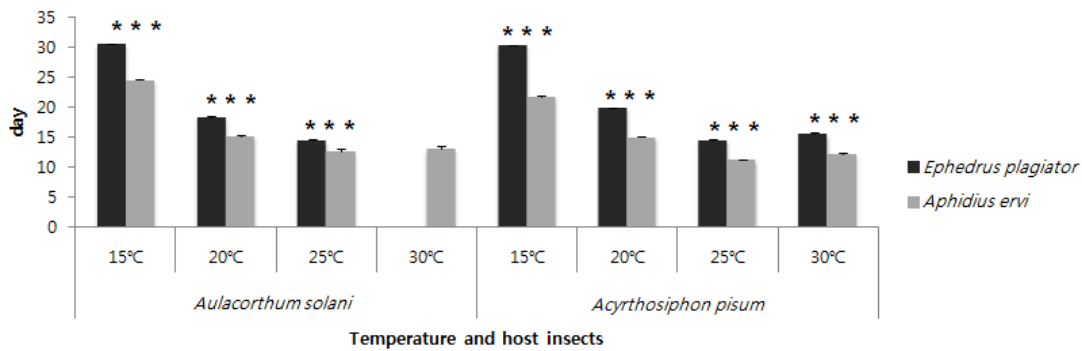 35
30
25
20
15
10
5
0
day
* * *
* * *
* * *
* * *
* * *
* * *
* * *
15℃ 20℃ 25℃ 30℃ 15℃ 20℃ 25℃ 30℃
Aulacorthum solani Acyrthosiphon pisum
Temperature and host insects
Ephedrus plagiator
Aphidius ervi